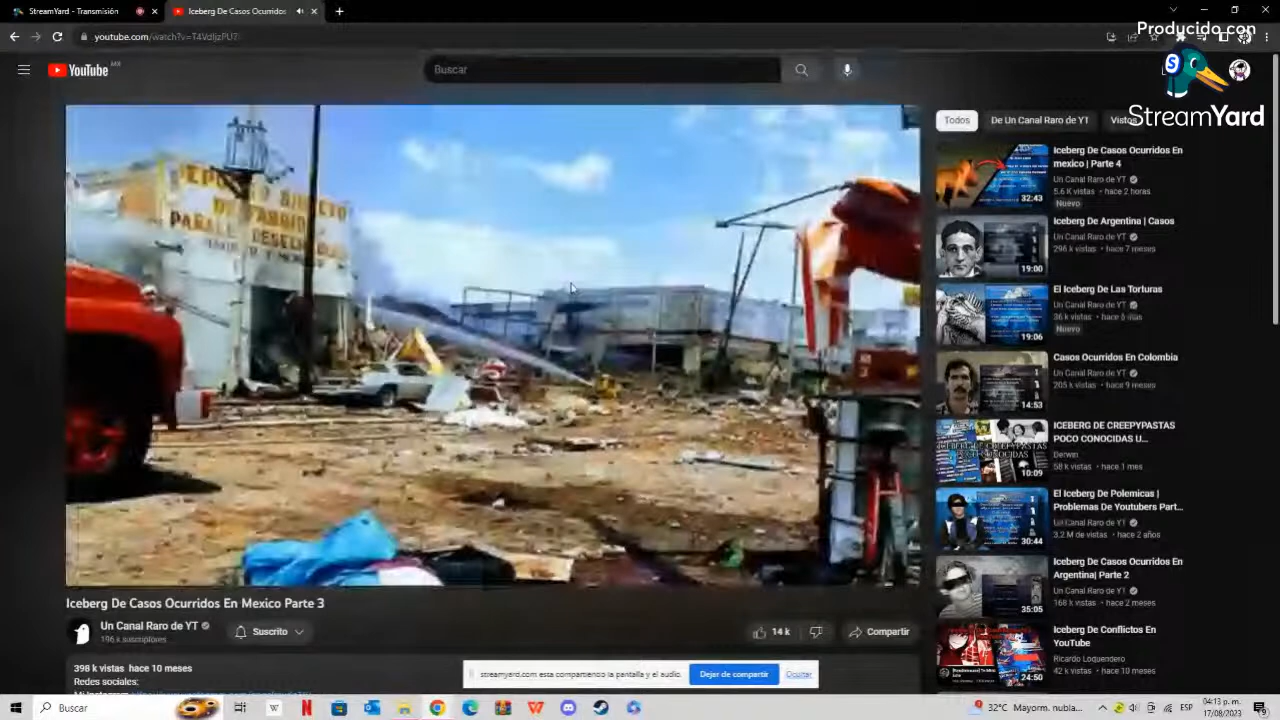 StreamYard - Transmisión
Iceberg De Casos Ocurridos
youtube.com/watch?v=T4VdIjzPU7
Producido con
StreamYard
YouTube MX
Buscar
Todos
De Un Canal Raro de YT
Vistos
Iceberg De Casos Ocurridos En
mexico | Parte 4
Un Canal Raro de YT
5.6 K vistas • hace 2 horas
Nuevo
32:43
Iceberg De Argentina | Casos
Un Canal Raro de YT
296 k vistas • hace 7 meses
19:00
El Iceberg De Las Torturas
Un Canal Raro de YT
36 k vistas • hace 6 días
Nuevo
19:06
Casos Ocurridos En Colombia
Un Canal Raro de YT
205 k vistas • hace 9 meses
14:53
ICEBERG DE CREEPYPASTAS
POCO CONOCIDAS U...
Berwei
58 k vistas • hace 1 mes
10:09
El Iceberg De Polemicas |
Problemas De Youtubers Part...
Un Canal Raro de YT
3.2 M de vistas • hace 2 años
30:44
Iceberg De Casos Ocurridos En
Argentina| Parte 2
Un Canal Raro de YT
168 k vistas • hace 2 meses
35:05
Iceberg De Conflictos En
YouTube
Ricardo Loquendero
42 k vistas • hace 10 meses
24:50
Iceberg De Casos Ocurridos En Mexico Parte 3
Un Canal Raro de YT
196 k suscriptores
Suscrito
14 k
Compartir
398 k vistas hace 10 meses
Redes sociales:
streamyard.com está compartiendo la pantalla y el audio.
Dejar de compartir
Ocultar
Buscar
32°C Mayorm. nubla...
ESP
04:13 p.m.
17/08/2023